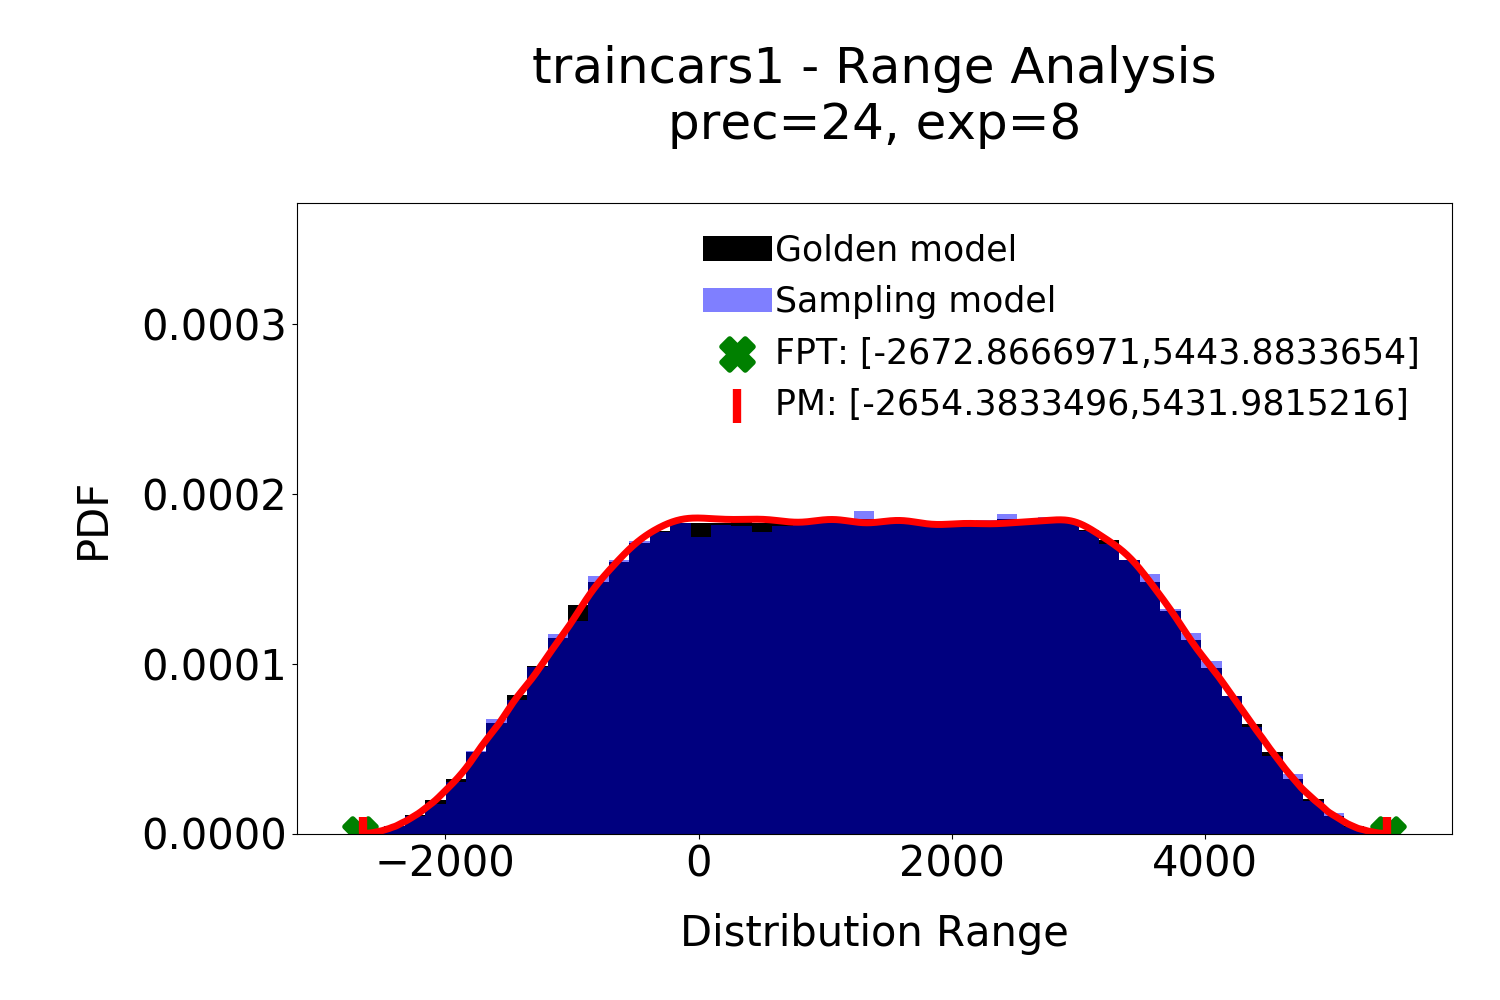 traincars1 - Range Analysis
prec=24, exp=8
Golden model
Sampling model
FPT: [-2672.8666971,5443.8833654]
PM: [-2654.3833496,5431.9815216]
PDF
0.0003
0.0002
0.0001
0.0000
−2000 0 2000 4000
Distribution Range